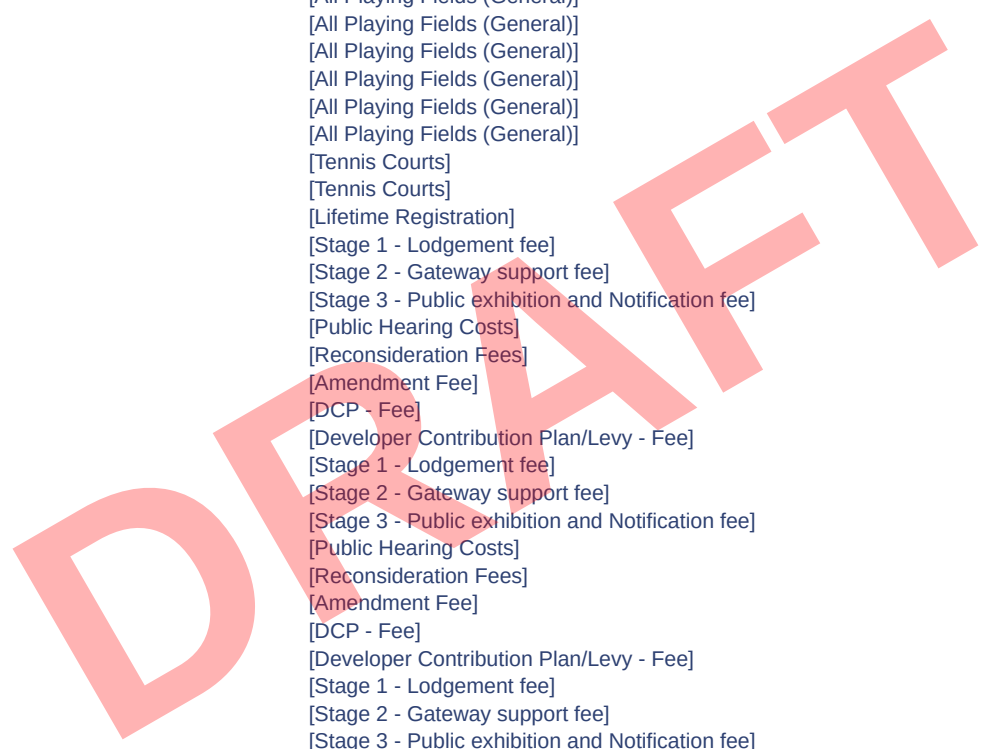 [All Playing Fields (General)]
[All Playing Fields (General)]
[All Playing Fields (General)]
[All Playing Fields (General)]
[All Playing Fields (General)]
[All Playing Fields (General)]
[Tennis Courts]
[Tennis Courts]
[Lifetime Registration]
[Stage 1 - Lodgement fee]
[Stage 2 - Gateway support fee]
[Stage 3 - Public exhibition and Notification fee]
[Public Hearing Costs]
[Reconsideration Fees]
[Amendment Fee]
[DCP - Fee]
[Developer Contribution Plan/Levy - Fee]
[Stage 1 - Lodgement fee]
[Stage 2 - Gateway support fee]
[Stage 3 - Public exhibition and Notification fee]
[Public Hearing Costs]
[Reconsideration Fees]
[Amendment Fee]
[DCP - Fee]
[Developer Contribution Plan/Levy - Fee]
[Stage 1 - Lodgement fee]
[Stage 2 - Gateway support fee]
[Stage 3 - Public exhibition and Notification fee]
DRAFT